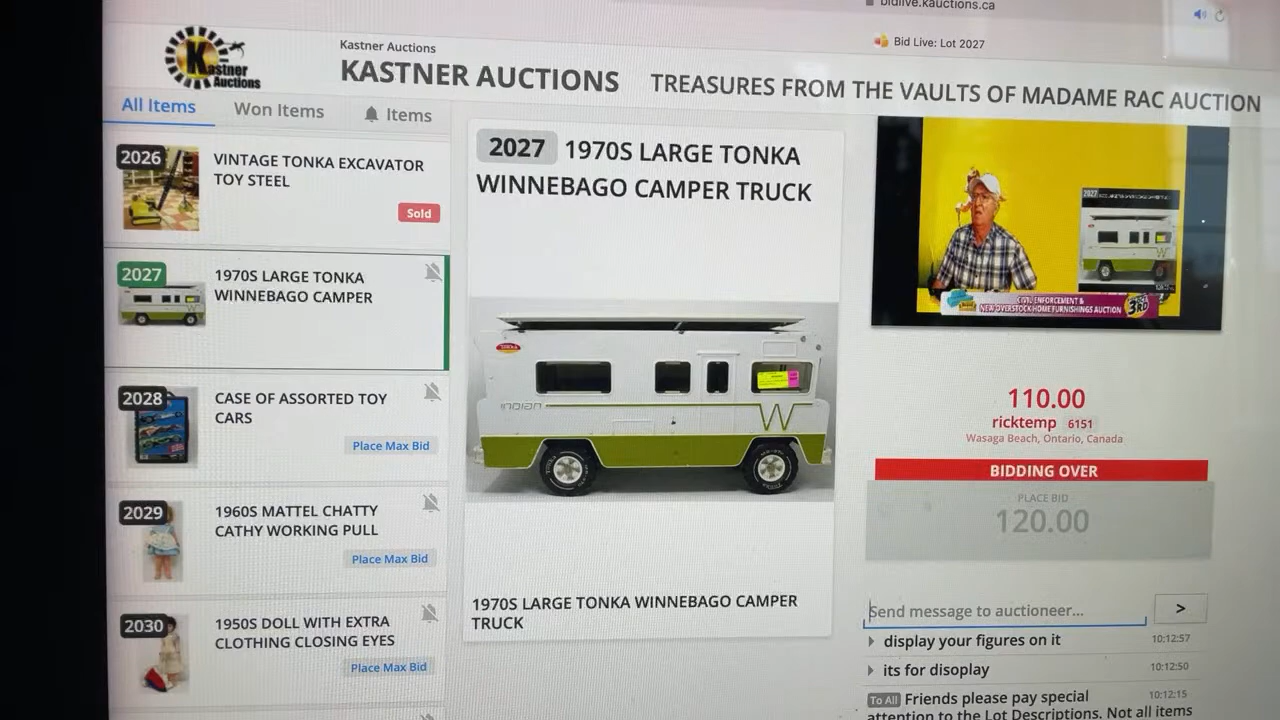 bidlive.kauctions.ca
Bid Live: Lot 2027
Kastner Auctions
Kastner Auctions
KASTNER AUCTIONS
TREASURES FROM THE VAULTS OF MADAME RAC AUCTION
All Items
Won Items
Items
2026
VINTAGE TONKA EXCAVATOR
TOY STEEL
Sold
2027
1970S LARGE TONKA
WINNEBAGO CAMPER
2028
CASE OF ASSORTED TOY
CARS
Place Max Bid
2029
1960S MATTEL CHATTY
CATHY WORKING PULL
Place Max Bid
2030
1950S DOLL WITH EXTRA
CLOTHING CLOSING EYES
Place Max Bid
2027 1970S LARGE TONKA
WINNEBAGO CAMPER TRUCK
TONKA
INDIAN
W
1970S LARGE TONKA WINNEBAGO CAMPER
TRUCK
2027
CIVIL ENFORCEMENT &
NEW OVERSTOCK HOME FURNISHINGS AUCTION
3RD
110.00
ricktemp 6151
Wasaga Beach, Ontario, Canada
BIDDING OVER
PLACE BID
120.00
Send message to auctioneer...
>
display your figures on it
10:12:57
its for disoplay
10:12:50
To All Friends please pay special
10:12:15
attention to the Lot Descriptions. Not all items